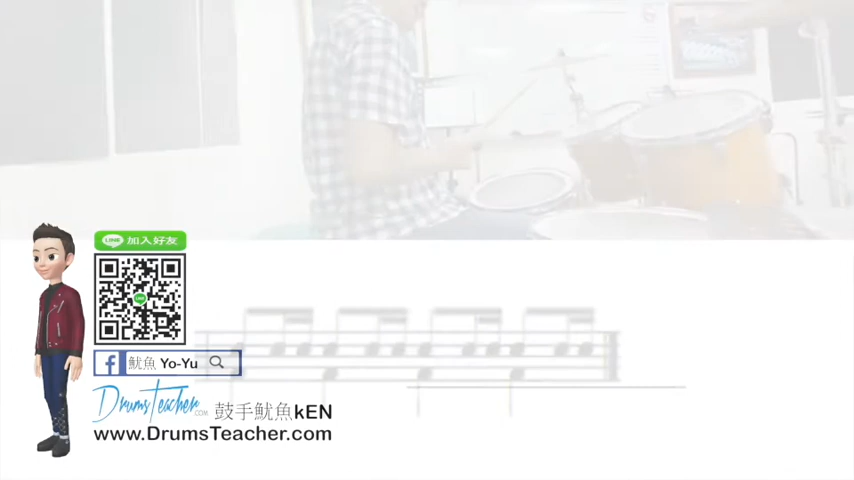 LINE 加入好友
LINE
f 魷魚 Yo-Yu
DrumsTeacher.COM 鼓手魷魚kEN
www.DrumsTeacher.com